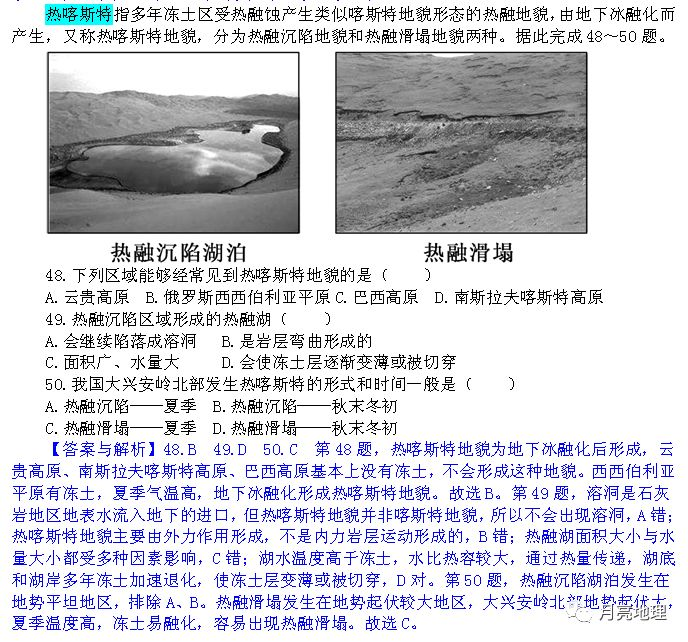 热喀斯特指多年冻土区受热融蚀产生类似喀斯特地貌形态的热融地貌,由地下冰融化而
产生,又称热喀斯特地貌,分为热融沉陷地貌和热融滑塌地貌两种。据此完成48~50题。
热融沉陷湖泊 热融滑塌
48.下列区域能够经常见到热喀斯特地貌的是( )
A.云贵高原 B.俄罗斯西西伯利亚平原 C.巴西高原 D.南斯拉夫喀斯特高原
49.热融沉陷区域形成的热融湖( )
A.会继续陷落成溶洞 B.是岩层弯曲形成的
C.面积广、水量大 D.会使冻土层逐渐变薄或被切穿
50.我国大兴安岭北部发生热喀斯特的形式和时间一般是( )
A.热融沉陷——夏季 B.热融沉陷——秋末冬初
C.热融滑塌——夏季 D.热融滑塌——秋末冬初
【答案与解析】48.B 49.D 50.C 第48题,热喀斯特地貌为地下冰融化后形成,云
贵高原、南斯拉夫喀斯特高原、巴西高原基本上没有冻土,不会形成这种地貌。西西伯利亚
平原有冻土,夏季气温高,地下冰融化形成热喀斯特地貌。故选B。第49题,溶洞是石灰
岩地区地表水流入地下的进口,但热喀斯特地貌并非喀斯特地貌,所以不会出现溶洞,A错;
热喀斯特地貌主要由外力作用形成,不是内力岩层运动形成的,B错;热融湖面积大小与水
量大小都受多种因素影响,C错;湖水温度高于冻土,水比热容较大,通过热量传递,湖底
和湖岸多年冻土加速退化,使冻土层变薄或被切穿,D对。第50题,热融沉陷湖泊发生在
地势平坦地区,排除A、B。热融滑塌发生在地势起伏较大地区,大兴安岭北部地势起伏大,
夏季温度高,冻土易融化,容易出现热融滑塌。故选C。
月亮地理